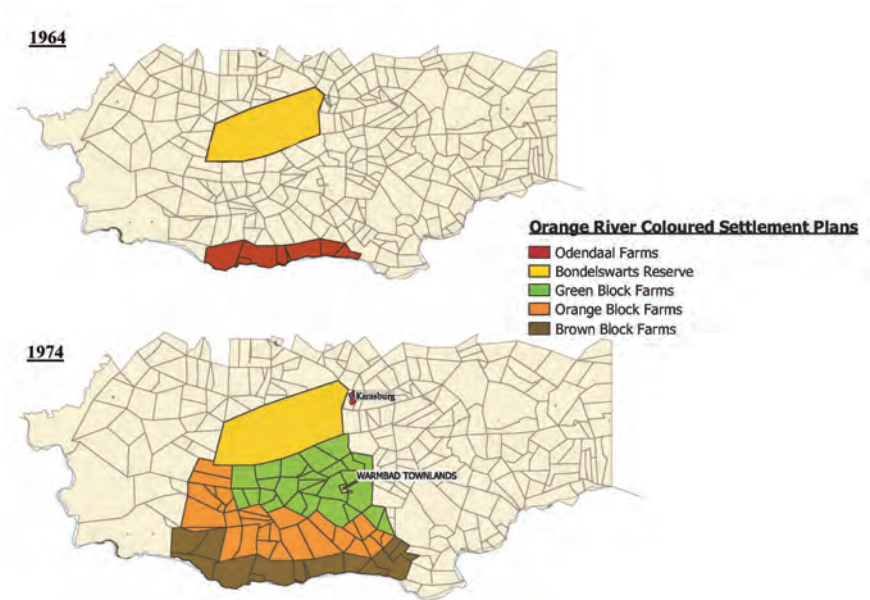 1964
Orange River Coloured Settlement Plans
Odendaal Farms
Bondelswarts Reserve
Green Block Farms
Orange Block Farms
Brown Block Farms
1974
Karasburg
WARMBAD TOWNLANDS